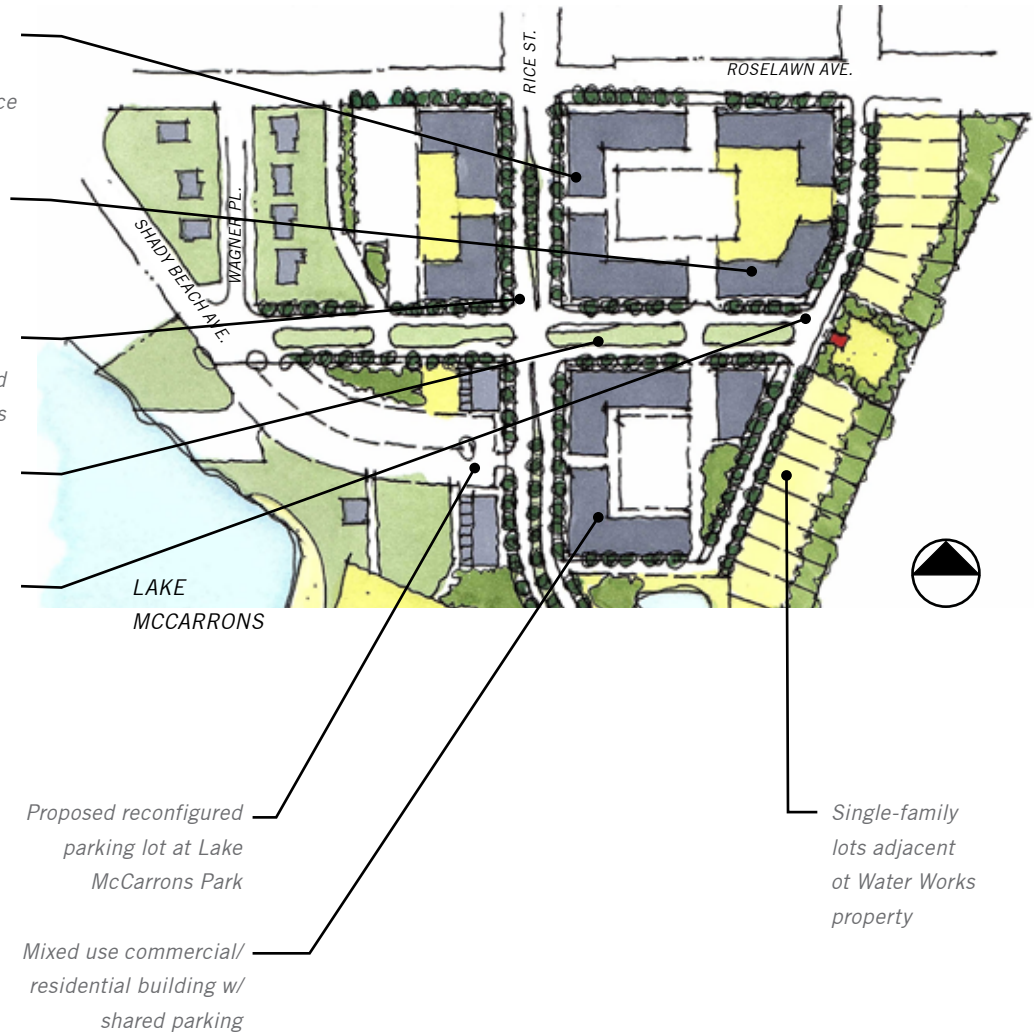 RICE ST.
ROSELAWN AVE.
WAGNER PL.
SHADY BEACH AVE.
LAKE
MCCARRONS
Proposed reconfigured
parking lot at Lake
McCarrons Park
Mixed use commercial/
residential building w/
shared parking
Single-family
lots adjacent
ot Water Works
property